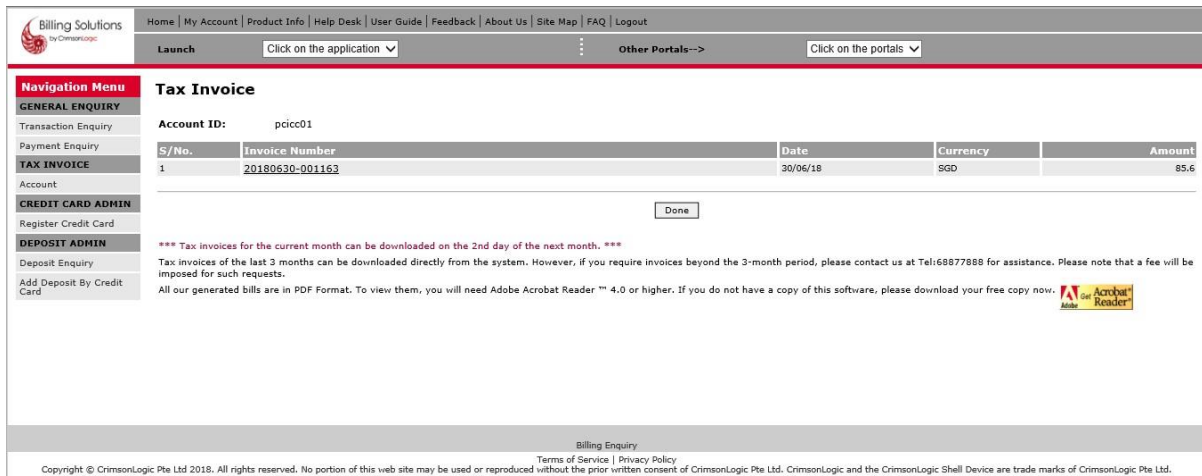 Billing Solutions
by CrimsonLogic
Home | My Account | Product Info | Help Desk | User Guide | Feedback | About Us | Site Map | FAQ | Logout
Launch Click on the application Other Portals--> Click on the portals
Navigation Menu
GENERAL ENQUIRY
Transaction Enquiry
Payment Enquiry
TAX INVOICE
Account
CREDIT CARD ADMIN
Register Credit Card
DEPOSIT ADMIN
Deposit Enquiry
Add Deposit By Credit
Card
Tax Invoice
Account ID: pcicc01
S/No. Invoice Number Date Currency Amount
1 20180630-001163 30/06/18 SGD 85.6
Done
*** Tax invoices for the current month can be downloaded on the 2nd day of the next month. ***
Tax invoices of the last 3 months can be downloaded directly from the system. However, if you require invoices beyond the 3-month period, please contact us at Tel:68877888 for assistance. Please note that a fee will be
imposed for such requests.
All our generated bills are in PDF Format. To view them, you will need Adobe Acrobat Reader ™ 4.0 or higher. If you do not have a copy of this software, please download your free copy now.
Adobe Get Acrobat® Reader®
Billing Enquiry
Terms of Service | Privacy Policy
Copyright © CrimsonLogic Pte Ltd 2018. All rights reserved. No portion of this web site may be used or reproduced without the prior written consent of CrimsonLogic Pte Ltd. CrimsonLogic and the CrimsonLogic Shell Device are trade marks of CrimsonLogic Pte Ltd.